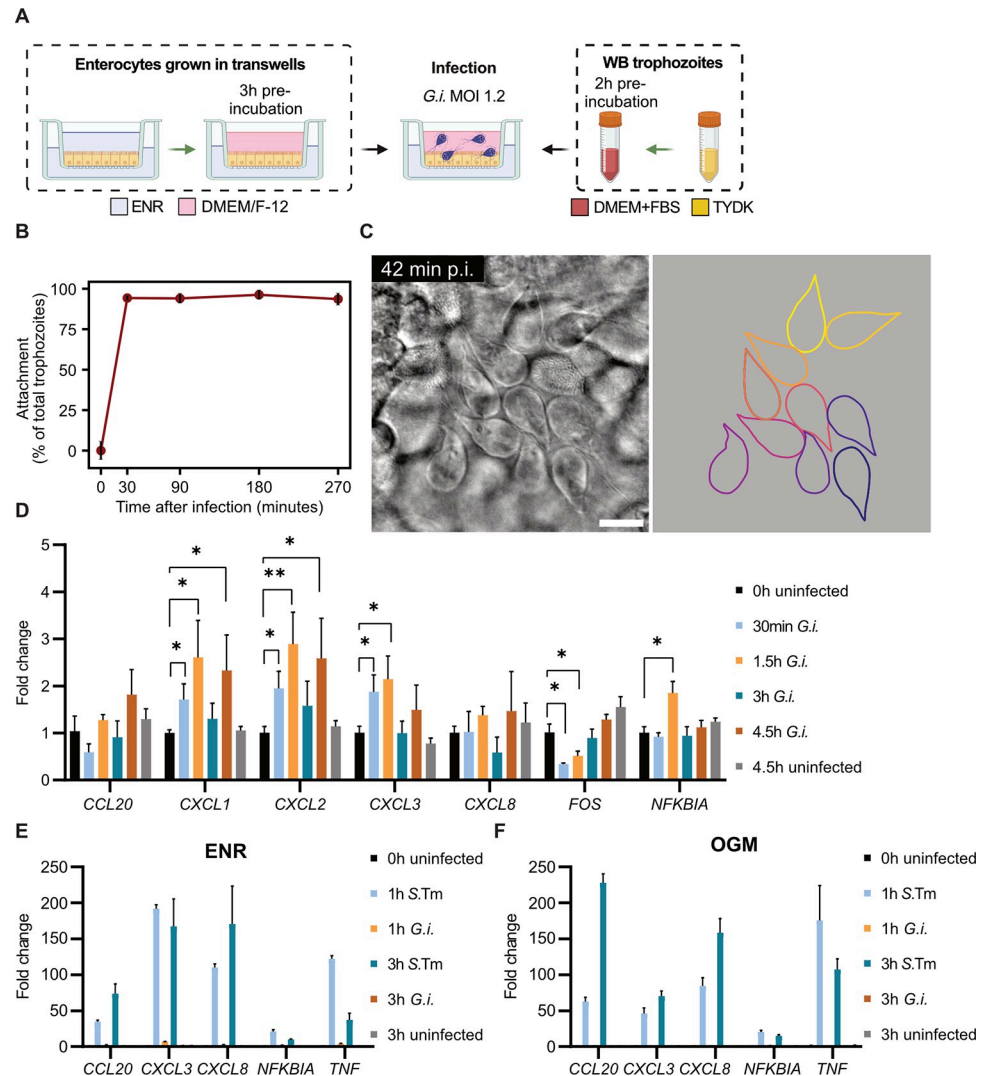 A
Enterocytes grown in transwells
3h pre-
incubation
Infection
G.i. MOI 1.2
WB trophozoites
2h pre-
incubation
ENR
DMEM/F-12
DMEM+FBS
TYDK
B
Attachment
(% of total trophozoites)
100
75
50
25
0
0 30 90 180 270
Time after infection (minutes)
C
42 min p.i.
D
Fold change
5
4
3
2
1
0
* * *
* ** *
* *
* *
*
CCL20 CXCL1 CXCL2 CXCL3 CXCL8 FOS NFKBIA
0h uninfected
30min G.i.
1.5h G.i.
3h G.i.
4.5h G.i.
4.5h uninfected
E
ENR
Fold change
250
200
150
100
50
0
CCL20 CXCL3 CXCL8 NFKBIA TNF
0h uninfected
1h S.Tm
1h G.i.
3h S.Tm
3h G.i.
3h uninfected
F
OGM
Fold change
250
200
150
100
50
0
CCL20 CXCL3 CXCL8 NFKBIA TNF
0h uninfected
1h S.Tm
1h G.i.
3h S.Tm
3h G.i.
3h uninfected